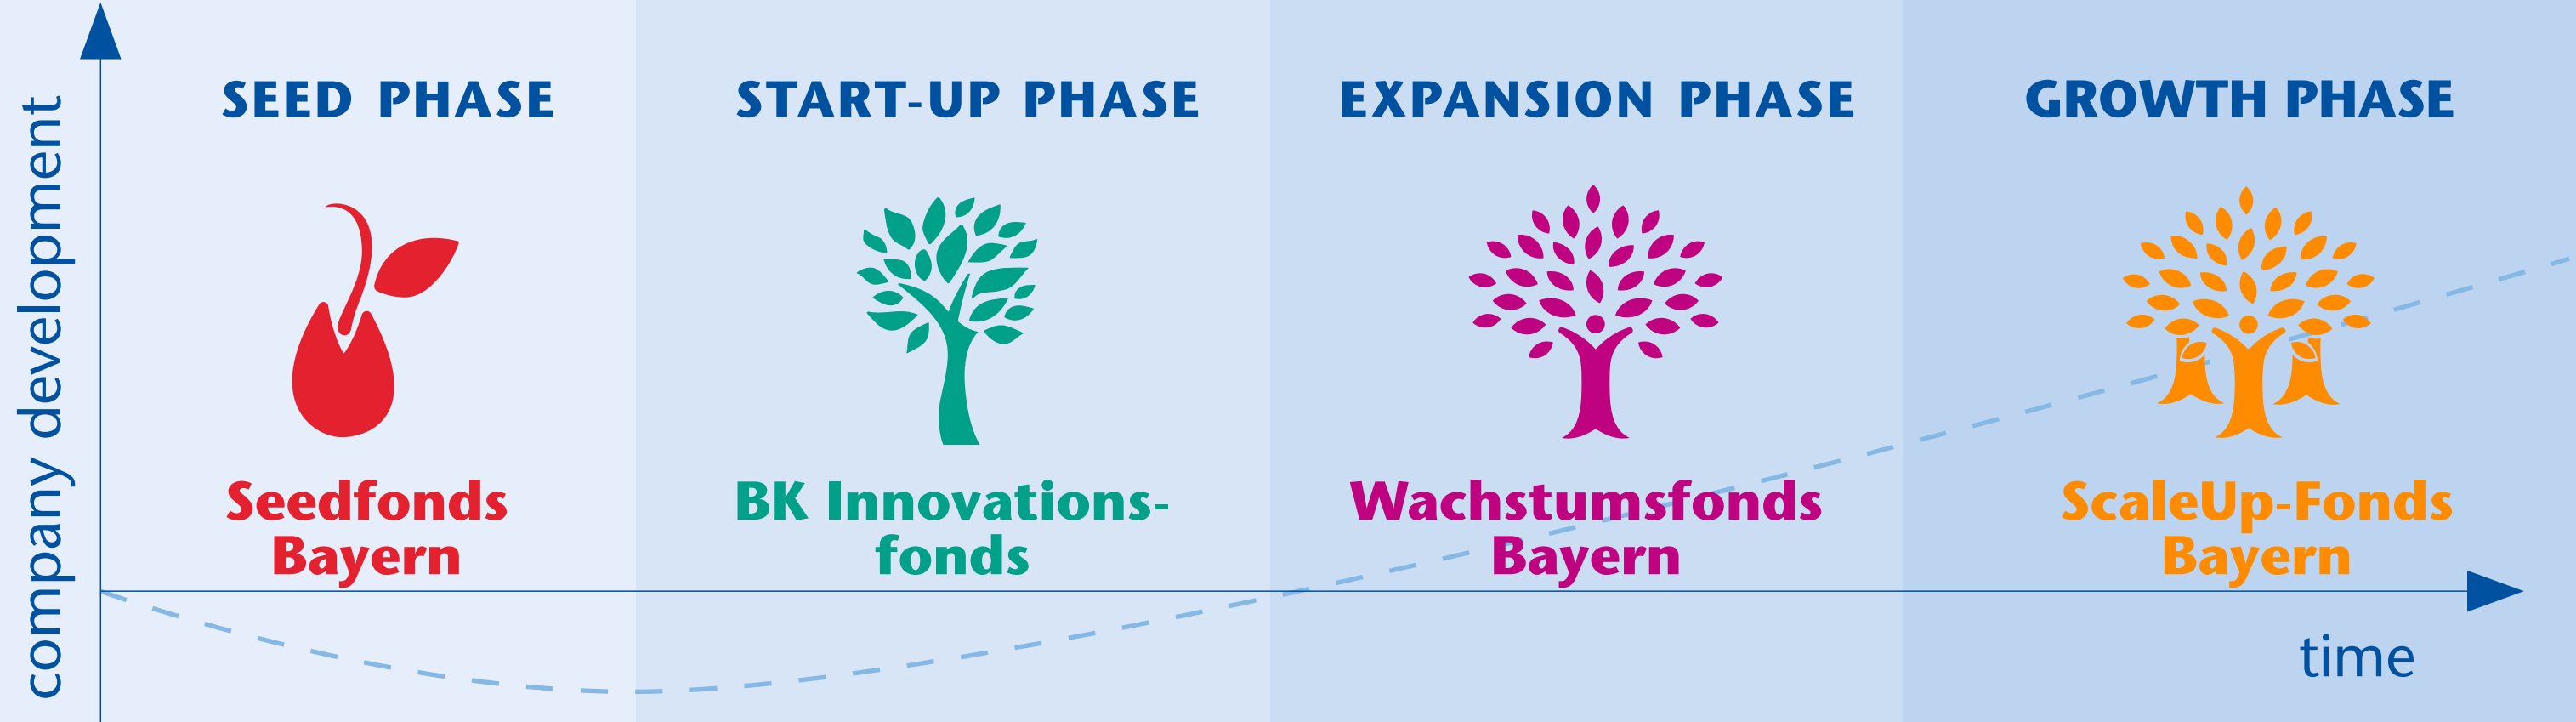 company development
SEED PHASE
START-UP PHASE
EXPANSION PHASE
GROWTH PHASE
Seedfonds
Bayern
BK Innovations-
fonds
Wachstumsfonds
Bayern
ScaleUp-Fonds
Bayern
time